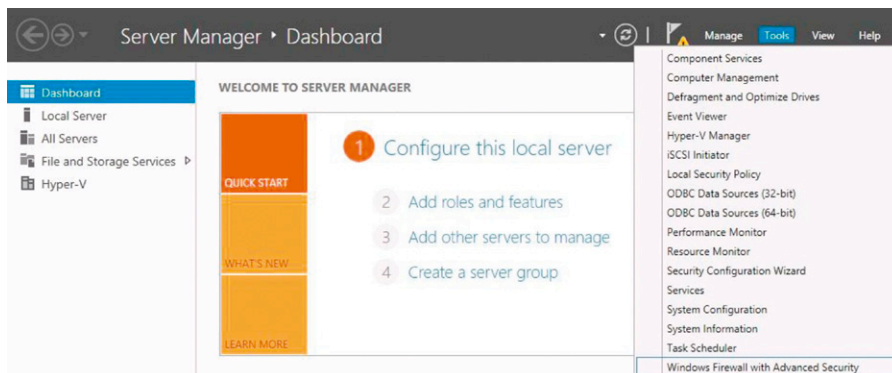 Server Manager ‣ Dashboard
Manage Tools View Help
Dashboard
Local Server
All Servers
File and Storage Services
Hyper-V
WELCOME TO SERVER MANAGER
QUICK START
WHAT'S NEW
LEARN MORE
1 Configure this local server
2 Add roles and features
3 Add other servers to manage
4 Create a server group
Component Services
Computer Management
Defragment and Optimize Drives
Event Viewer
Hyper-V Manager
iSCSI Initiator
Local Security Policy
ODBC Data Sources (32-bit)
ODBC Data Sources (64-bit)
Performance Monitor
Resource Monitor
Security Configuration Wizard
Services
System Configuration
System Information
Task Scheduler
Windows Firewall with Advanced Security